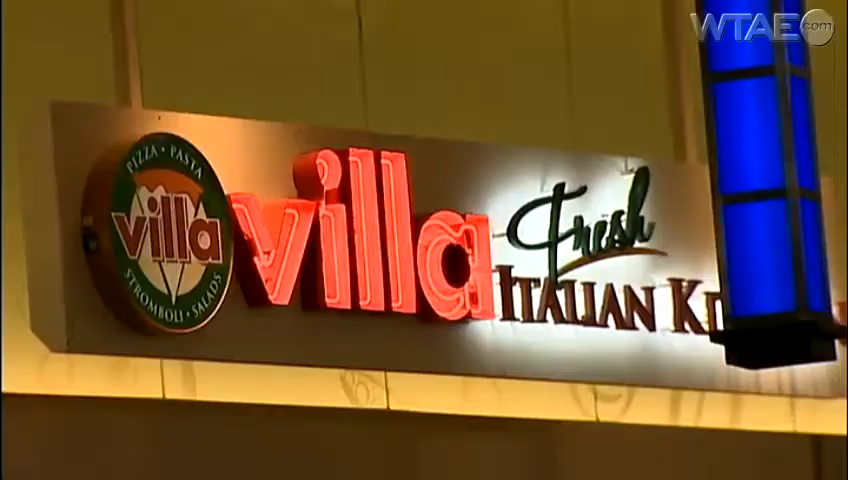 WTAE.com
PIZZA • PASTA
villa
STROMBOLI • SALADS
villa
Fresh
ITALIAN K